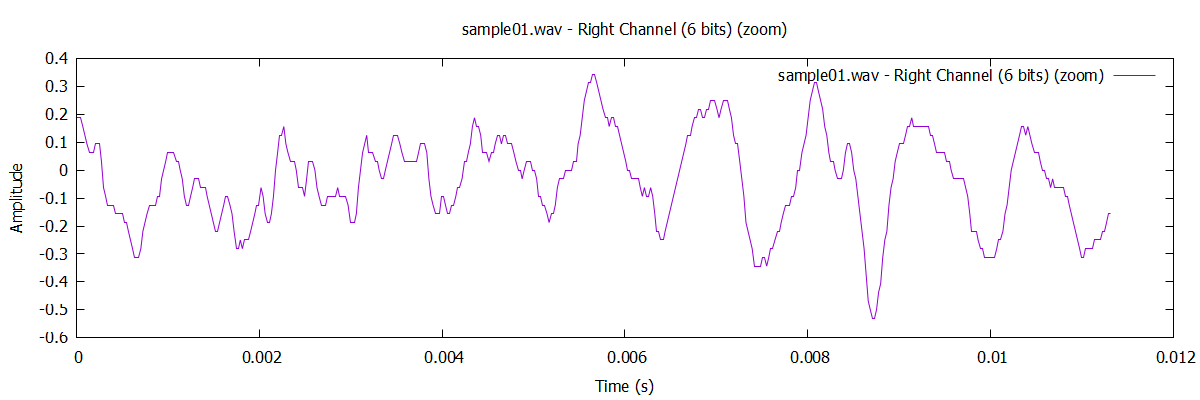 sample01.wav - Right Channel (6 bits) (zoom)
sample01.wav - Right Channel (6 bits) (zoom)
0.4
0.3
0.2
0.1
0
-0.1
-0.2
-0.3
-0.4
-0.5
-0.6
Amplitude
0 0.002 0.004 0.006 0.008 0.01 0.012
Time (s)